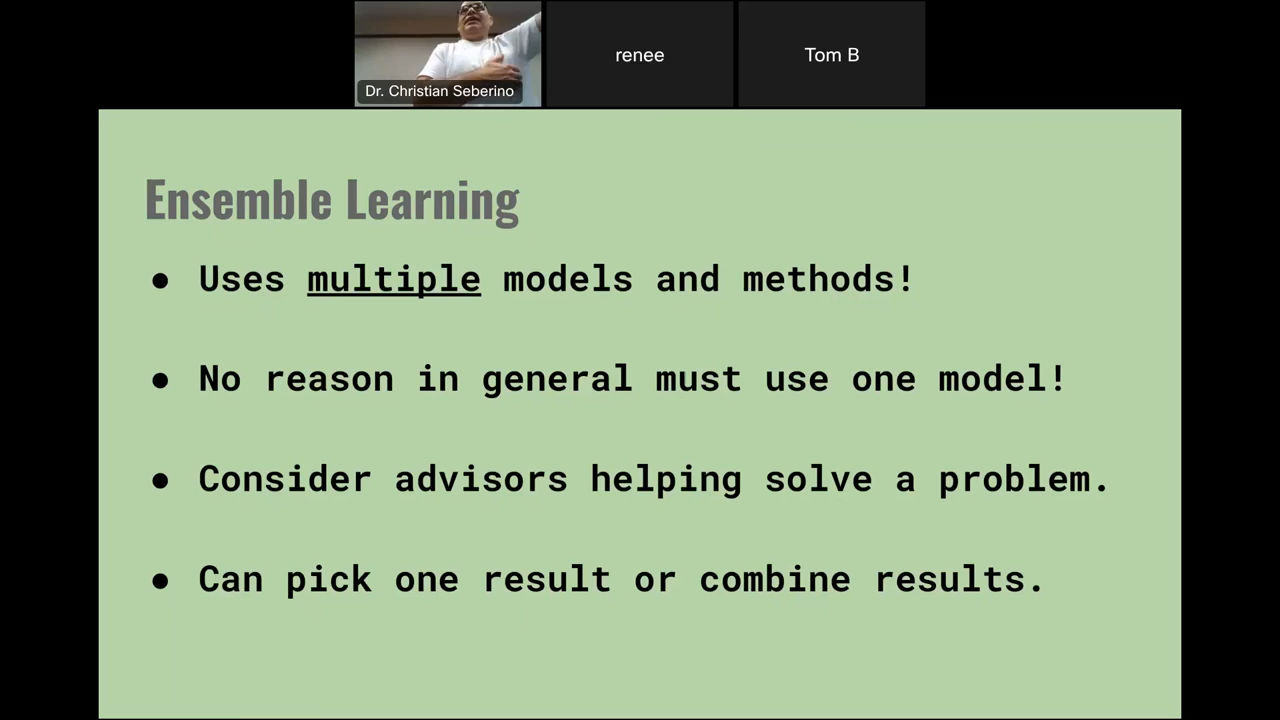 Dr. Christian Seberino
renee
Tom B
Ensemble Learning
● Uses multiple models and methods!
● No reason in general must use one model!
● Consider advisors helping solve a problem.
● Can pick one result or combine results.